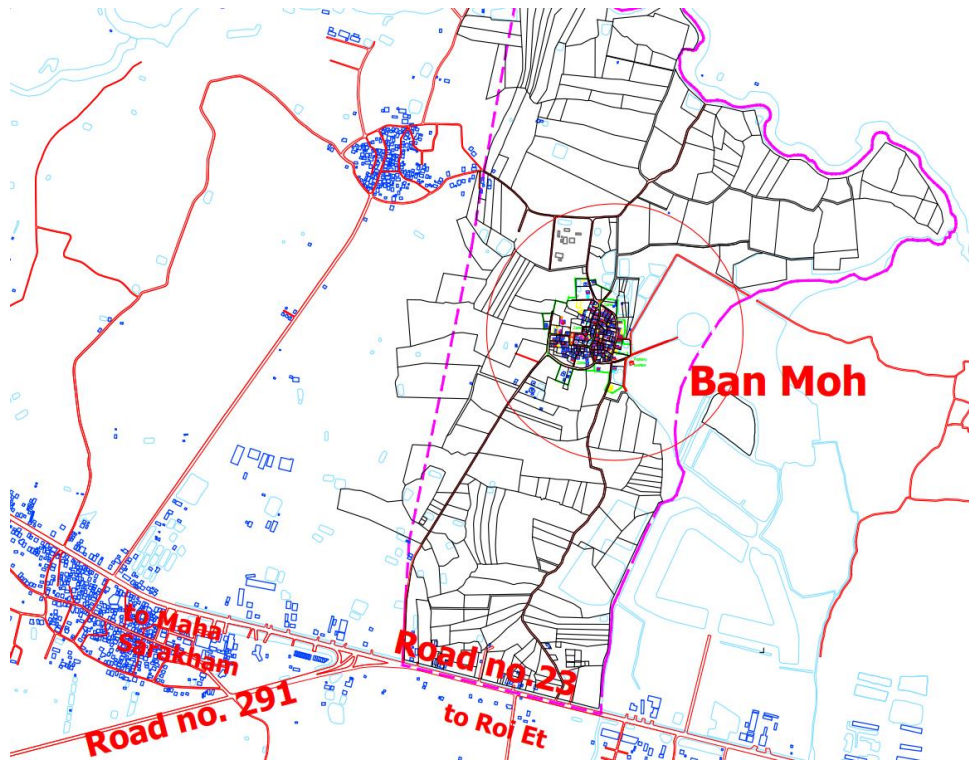 Ban Moh
to Maha
Sarakham
Road no.23
Road no. 291
to Roi Et